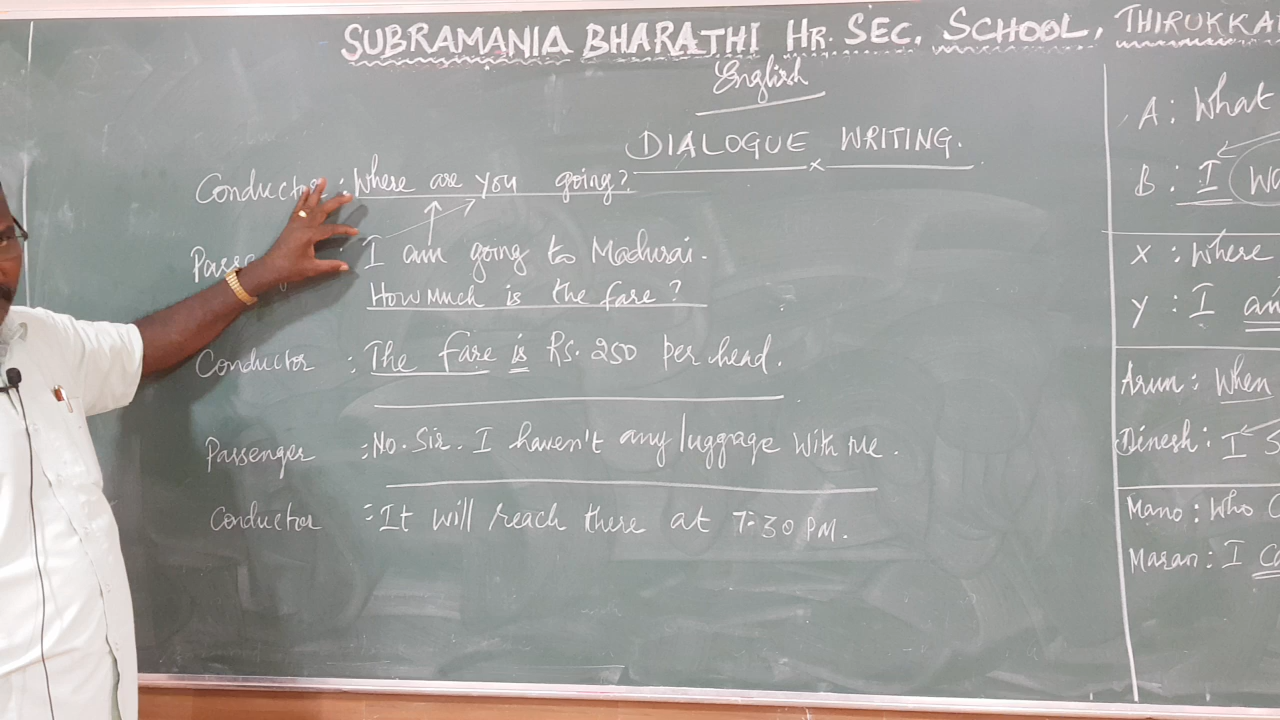 SUBRAMANIA BHARATHI HR. SEC. SCHOOL,
English
DIALOGUE WRITING.
Conductor : Where are you going?
: I am going to Madurai.
How Much is the fare?
Conductor : The fare is Rs. 250 per head.
Passenger : No. Sir. I haven't any luggage with me.
Conductor : It will reach there at 7:30 PM.
A: What
B: I
X : Where
Y : I am
Arun : When
Dinesh : I
Mano : Who
Maran : I